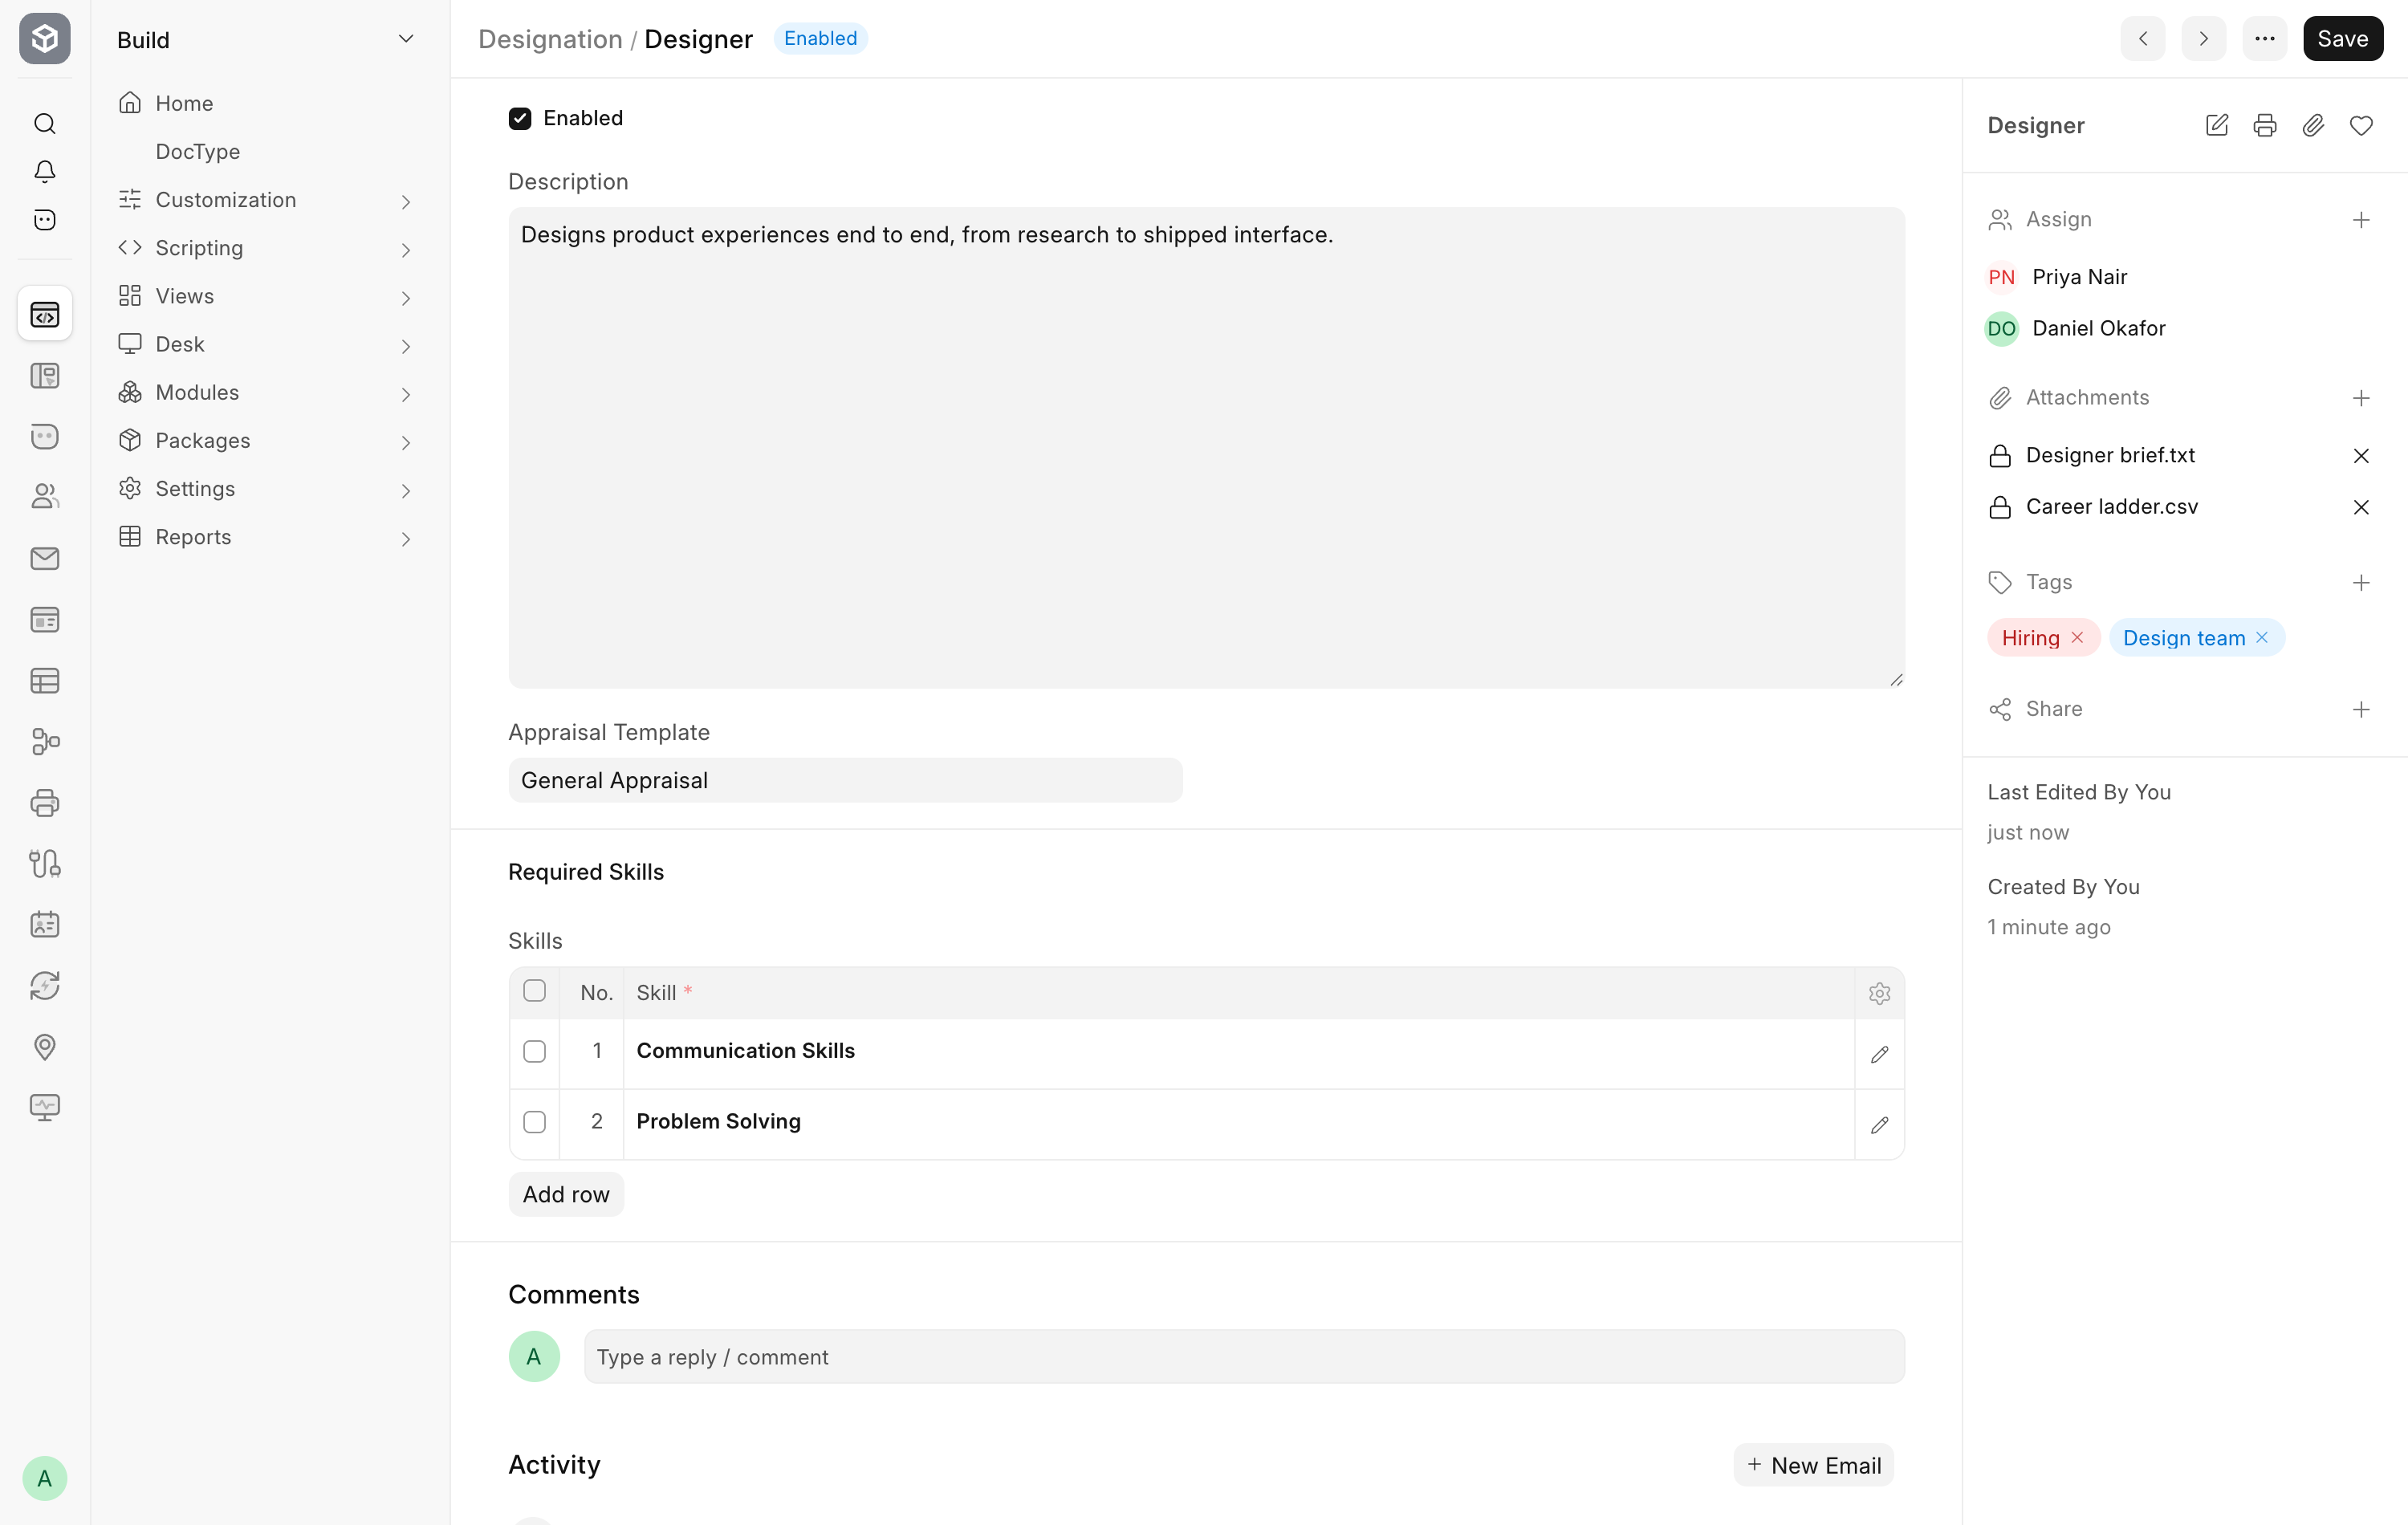 Build
Home
DocType
Customization
Scripting
Views
Desk
Modules
Packages
Settings
Reports
A
Designation / Designer Enabled
Save
Enabled
Description
Designs product experiences end to end, from research to shipped interface.
Appraisal Template
General Appraisal
Required Skills
Skills
No. Skill *
1 Communication Skills
2 Problem Solving
Add row
Comments
A Type a reply / comment
Activity
+ New Email
Designer
Assign
PN Priya Nair
DO Daniel Okafor
Attachments
Designer brief.txt
Career ladder.csv
Tags
Hiring Design team
Share
Last Edited By You
just now
Created By You
1 minute ago